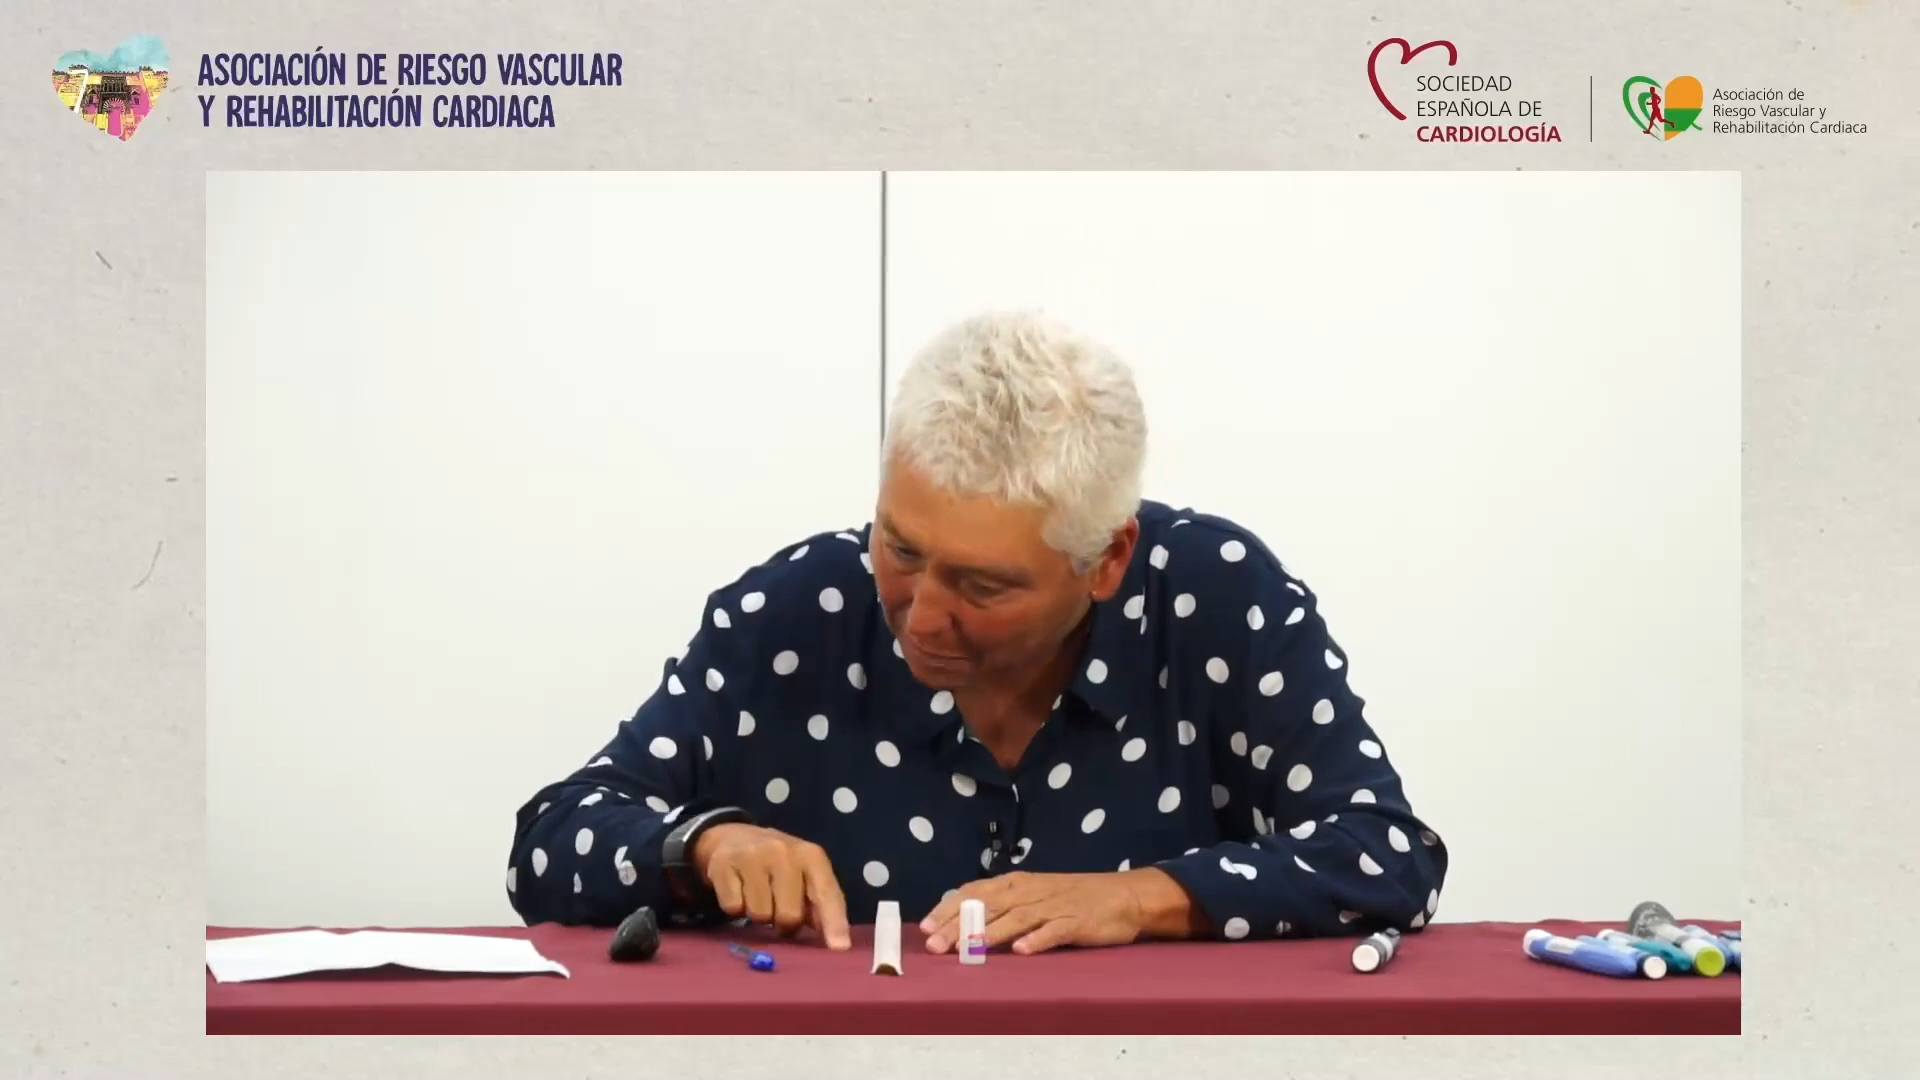 ASOCIACIÓN DE RIESGO VASCULAR
Y REHABILITACIÓN CARDIACA
SOCIEDAD
ESPAÑOLA DE
CARDIOLOGÍA
Asociación de
Riesgo Vascular y
Rehabilitación Cardiaca